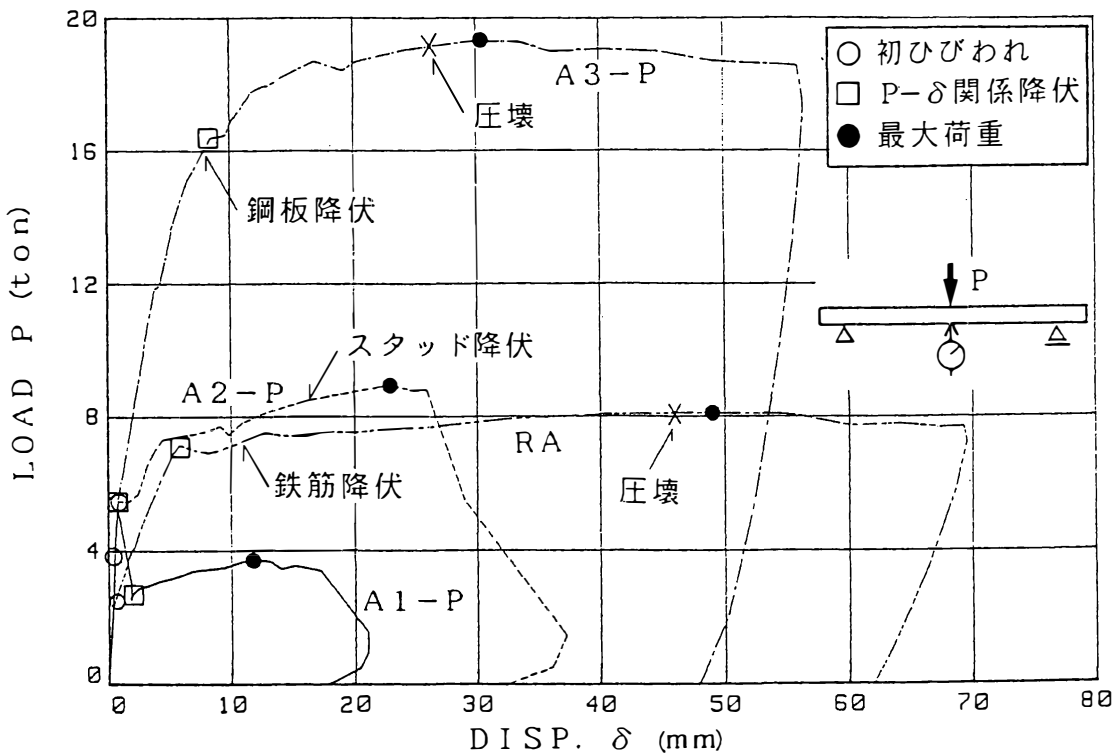 LOAD P (ton)
20
16
12
8
4
0
0 10 20 30 40 50 60 70 80
DISP. δ (mm)
○ 初ひびわれ
□ P-δ関係降伏
● 最大荷重
A3-P
圧壊
鋼板降伏
P
スタッド降伏
A2-P
RA
鉄筋降伏
圧壊
A1-P